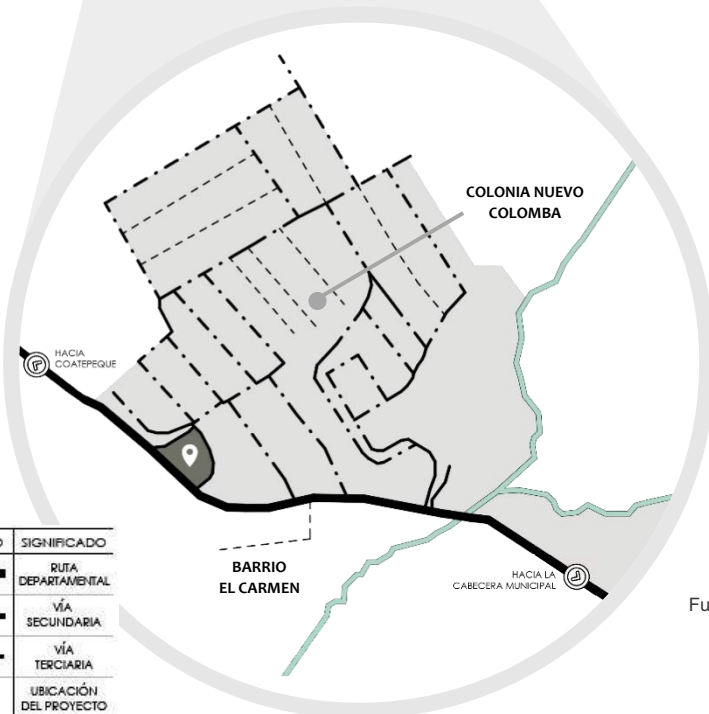 COLONIA NUEVO
COLOMBA
HACIA
COATEPEQUE
BARRIO
EL CARMEN
HACIA LA
CABECERA MUNICIPAL
SIGNIFICADO
RUTA
DEPARTAMENTAL
VÍA
SECUNDARIA
VÍA
TERCIARIA
UBICACIÓN
DEL PROYECTO
Fu